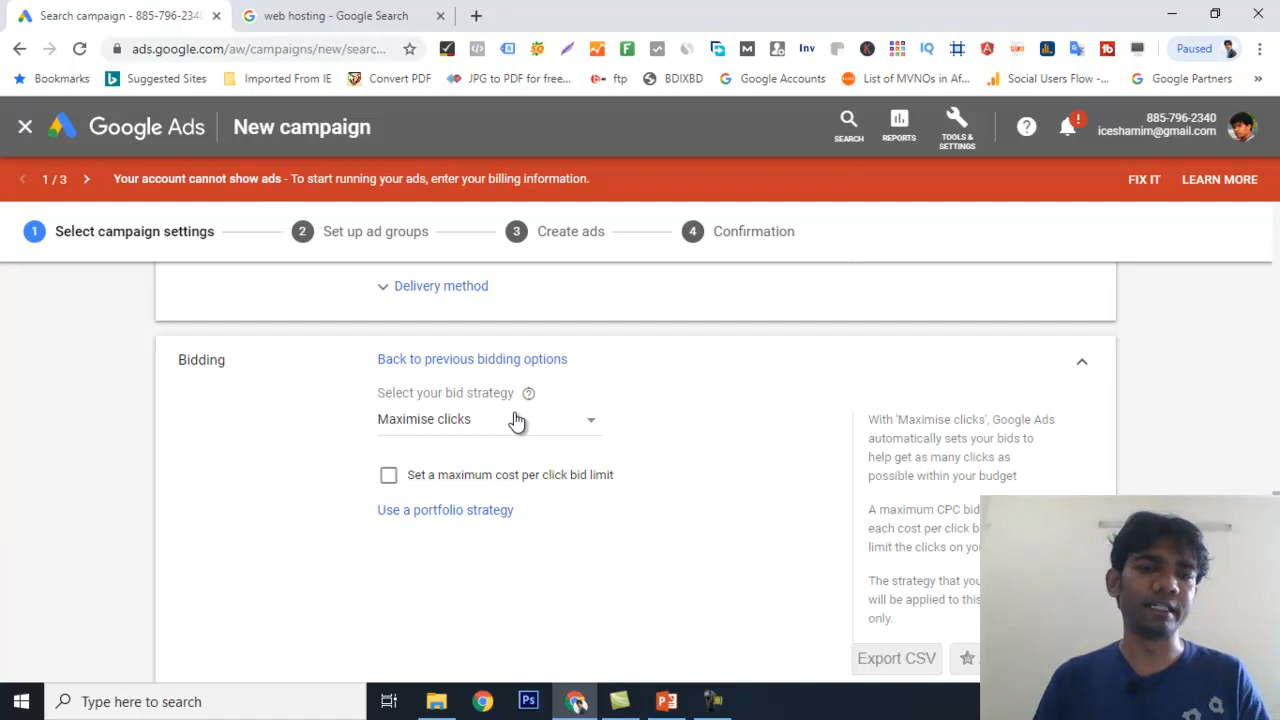 Search campaign - 885-796-2340
web hosting - Google Search
ads.google.com/aw/campaigns/new/searc...
Inv
IQ
Paused
Bookmarks
Suggested Sites
Imported From IE
Convert PDF
JPG to PDF for free...
ftp
BDIXBD
Google Accounts
List of MVNOs in Af...
Social Users Flow -...
Google Partners
Google Ads
New campaign
SEARCH
REPORTS
TOOLS &
SETTINGS
885-796-2340
iceshamim@gmail.com
1 / 3
Your account cannot show ads - To start running your ads, enter your billing information.
FIX IT
LEARN MORE
1 Select campaign settings
2 Set up ad groups
3 Create ads
4 Confirmation
Delivery method
Bidding
Back to previous bidding options
Select your bid strategy
Maximise clicks
Set a maximum cost per click bid limit
Use a portfolio strategy
With 'Maximise clicks', Google Ads
automatically sets your bids to
help get as many clicks as
possible within your budget
A maximum CPC bid
each cost per click b
limit the clicks on yo
The strategy that you
will be applied to this
only.
Export CSV
Type here to search